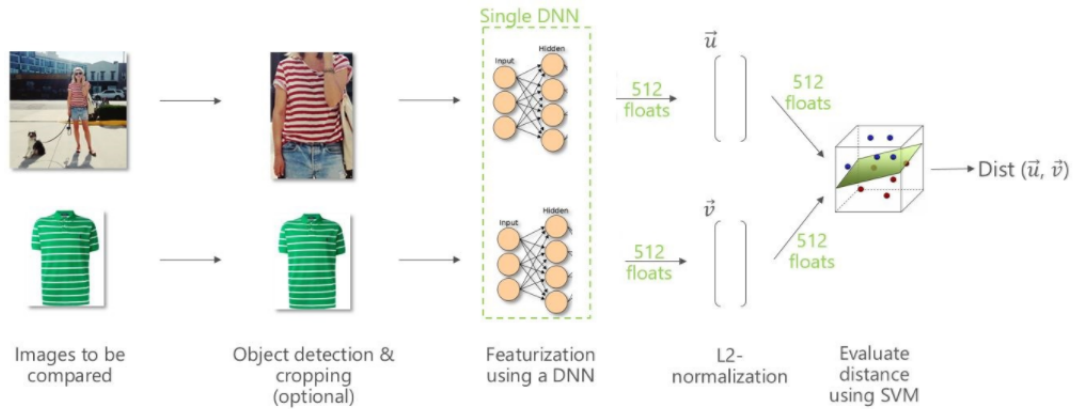 Single DNN
Input
Hidden
512
floats
u⃗
512
floats
Dist (u⃗, v⃗)
Input
Hidden
512
floats
v⃗
512
floats
Images to be
compared
Object detection &
cropping
(optional)
Featurization
using a DNN
L2-
normalization
Evaluate
distance
using SVM